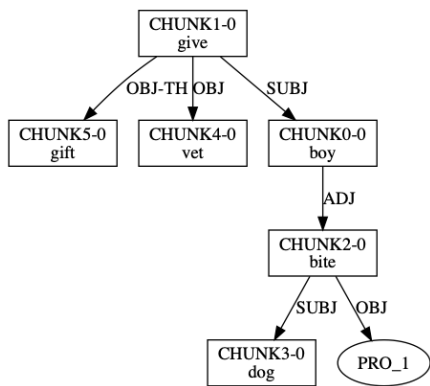 CHUNK1-0
give
OBJ-TH OBJ SUBJ
CHUNK5-0 CHUNK4-0 CHUNK0-0
gift vet boy
ADJ
CHUNK2-0
bite
SUBJ OBJ
CHUNK3-0 PRO_1
dog